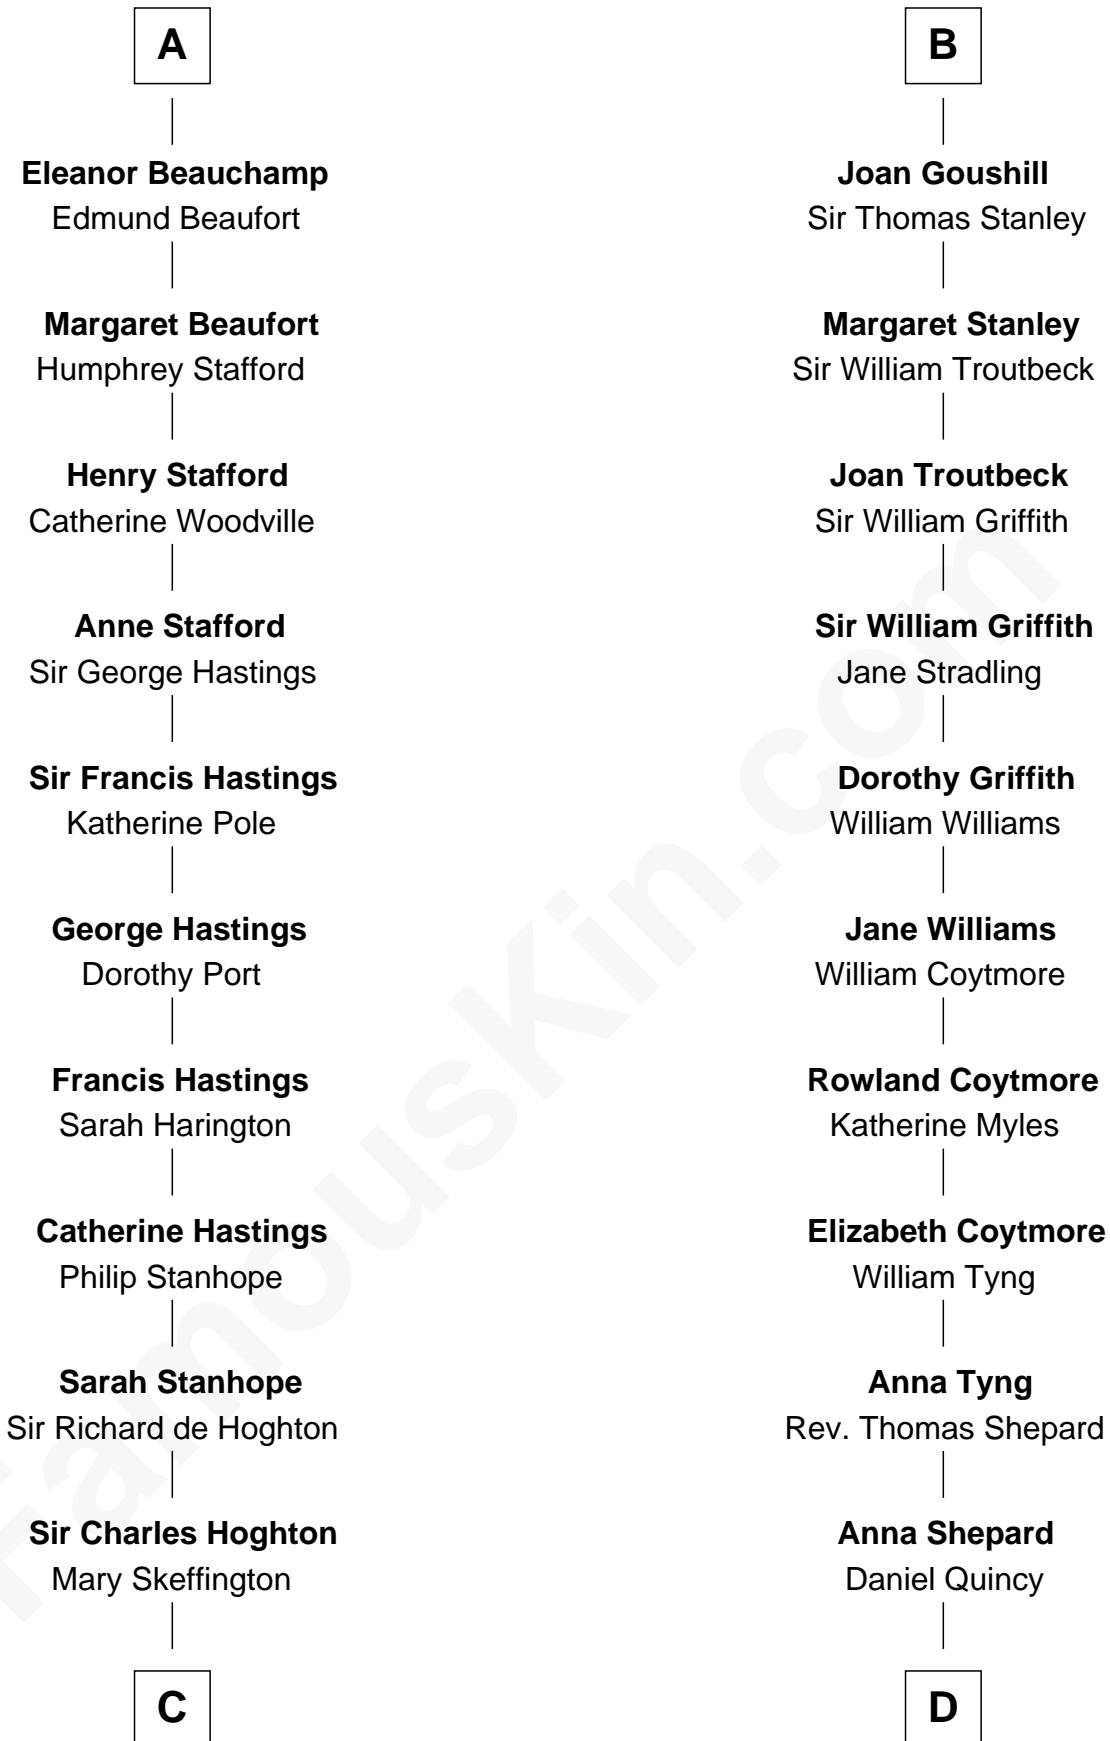 A
Eleanor Beauchamp
Edmund Beaufort
Margaret Beaufort
Humphrey Stafford
Henry Stafford
Catherine Woodville
Anne Stafford
Sir George Hastings
Sir Francis Hastings
Katherine Pole
George Hastings
Dorothy Port
Francis Hastings
Sarah Harington
Catherine Hastings
Philip Stanhope
Sarah Stanhope
Sir Richard de Hoghton
Sir Charles Hoghton
Mary Skeffington
C
B
Joan Goushill
Sir Thomas Stanley
Margaret Stanley
Sir William Troutbeck
Joan Troutbeck
Sir William Griffith
Sir William Griffith
Jane Stradling
Dorothy Griffith
William Williams
Jane Williams
William Coytmore
Rowland Coytmore
Katherine Myles
Elizabeth Coytmore
William Tyng
Anna Tyng
Rev. Thomas Shepard
Anna Shepard
Daniel Quincy
D
FamousKin.com